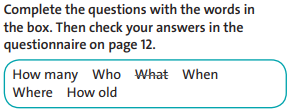 Complete the questions with the words in
the box. Then check your answers in the
questionnaire on page 12.
How many Who What When
Where How old